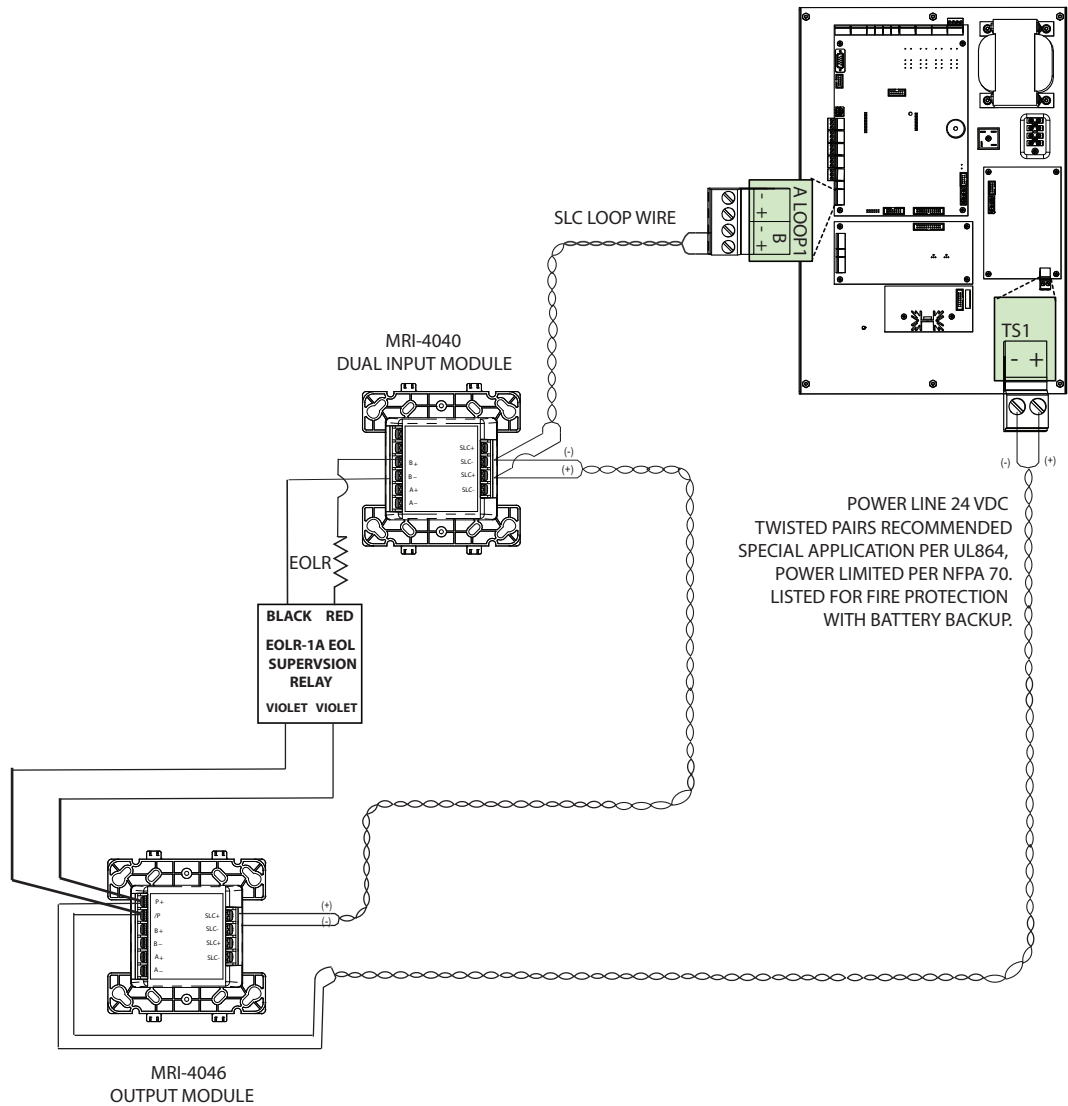 SLC LOOP WIRE
A LOOP1
B
-
+
-
+
TS1
- +
(-)
(+)
MRI-4040
DUAL INPUT MODULE
SLC+
SLC-
SLC+
SLC-
B+
B-
A+
A-
(-)
(+)
POWER LINE 24 VDC
TWISTED PAIRS RECOMMENDED
SPECIAL APPLICATION PER UL864,
POWER LIMITED PER NFPA 70.
LISTED FOR FIRE PROTECTION
WITH BATTERY BACKUP.
EOLR
BLACK RED
EOLR-1A EOL
SUPERVSION
RELAY
VIOLET VIOLET
P+
/P
B+
B-
A+
A-
SLC+
SLC-
SLC+
SLC-
(+)
(-)
MRI-4046
OUTPUT MODULE